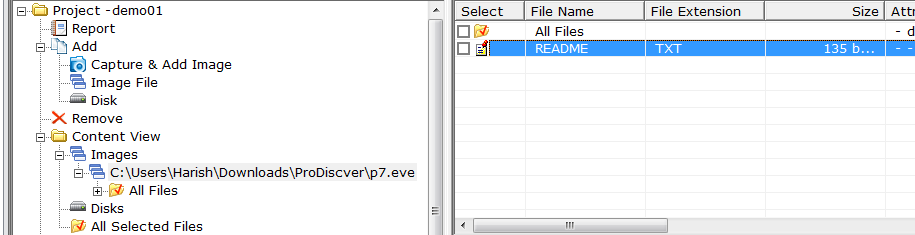 Project -demo01
Report
Add
Capture & Add Image
Image File
Disk
Remove
Content View
Images
C:\Users\Harish\Downloads\ProDiscver\p7.eve
All Files
Disks
All Selected Files
Select File Name File Extension Size Attr
All Files - d
README TXT 135 b... - -